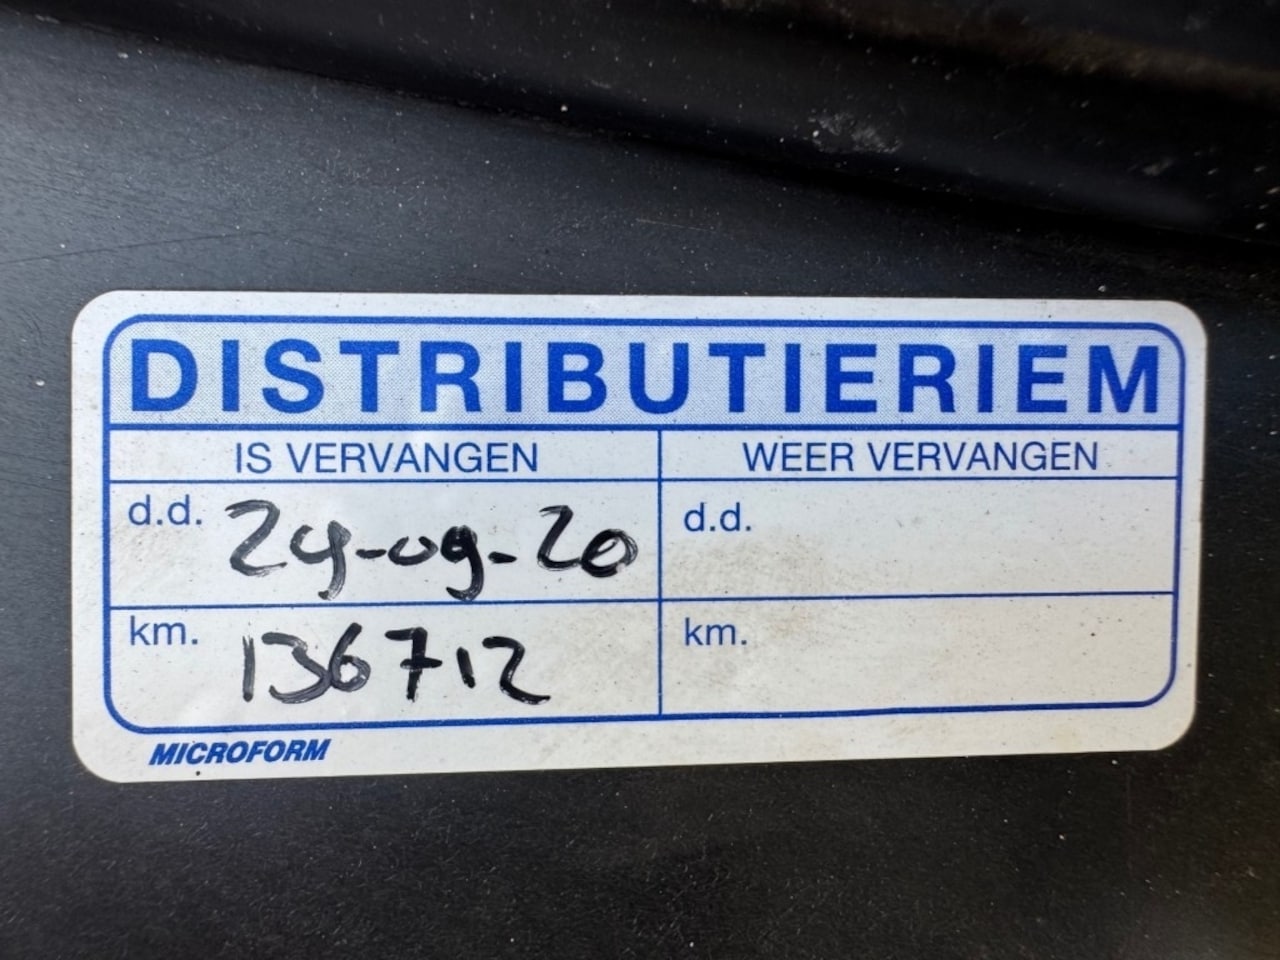 DISTRIBUTIERIEM
IS VERVANGEN WEER VERVANGEN
d.d. 24-09-20 d.d.
km. 136712 km.
MICROFORM